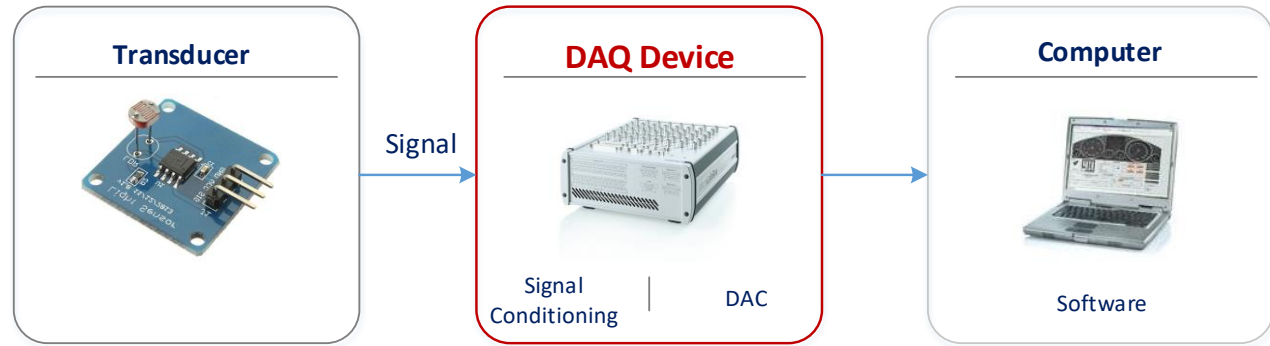 Transducer
Signal
DAQ Device
Signal
Conditioning
DAC
Computer
Software